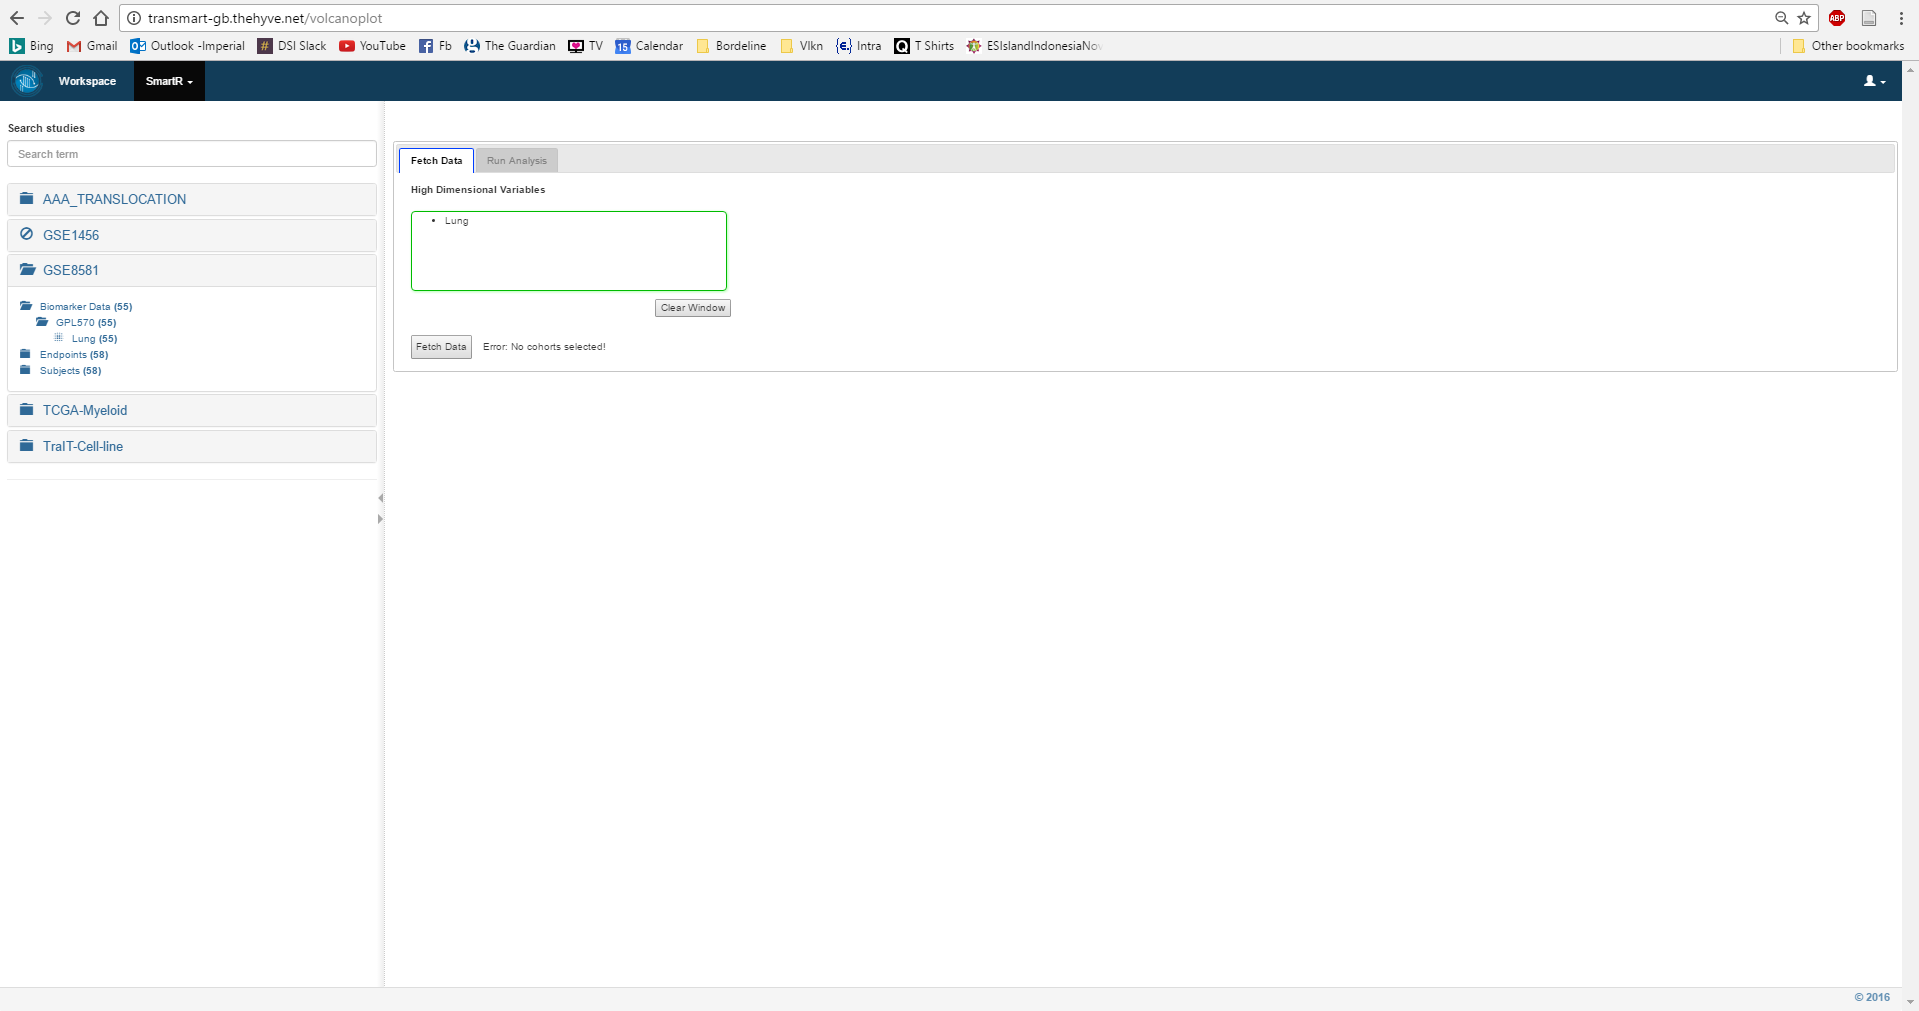 transmart-gb.thehyve.net/volcanoplot
Bing Gmail Outlook -Imperial DSI Slack YouTube Fb The Guardian TV 15 Calendar Bordeline Vlkn Intra T Shirts ESIslandIndonesiaNov Other bookmarks
ABP
Workspace SmartR
Search studies
Search term
AAA_TRANSLOCATION
GSE1456
GSE8581
Biomarker Data (55)
GPL570 (55)
Lung (55)
Endpoints (58)
Subjects (58)
TCGA-Myeloid
TraIT-Cell-line
Fetch Data Run Analysis
High Dimensional Variables
• Lung
Clear Window
Fetch Data Error: No cohorts selected!
© 2016